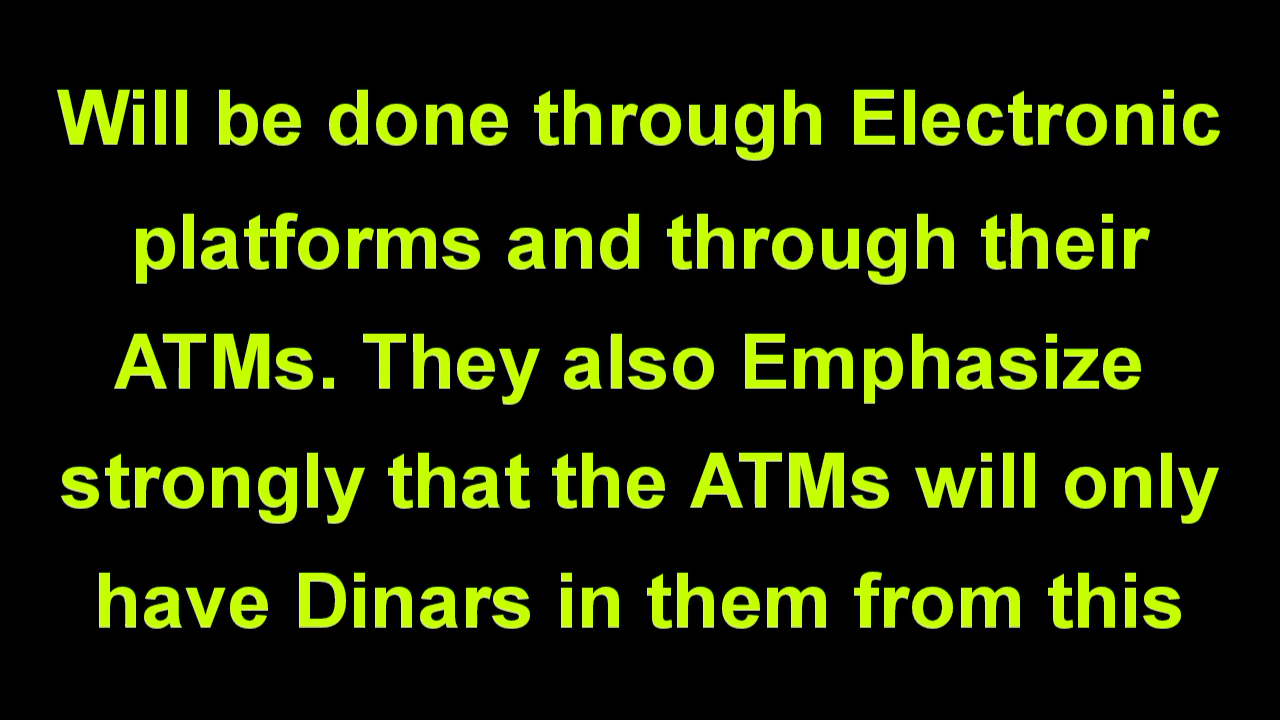 Will be done through Electronic
platforms and through their
ATMs. They also Emphasize
strongly that the ATMs will only
have Dinars in them from this